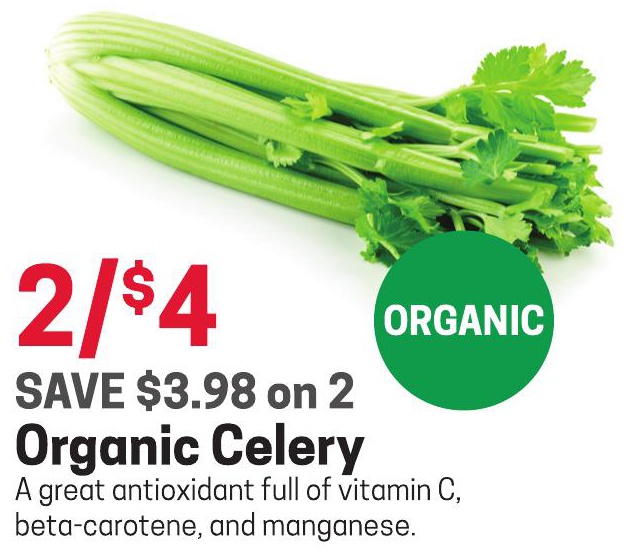 ORGANIC
2/$4
SAVE $3.98 on 2
Organic Celery
A great antioxidant full of vitamin C,
beta-carotene, and manganese.